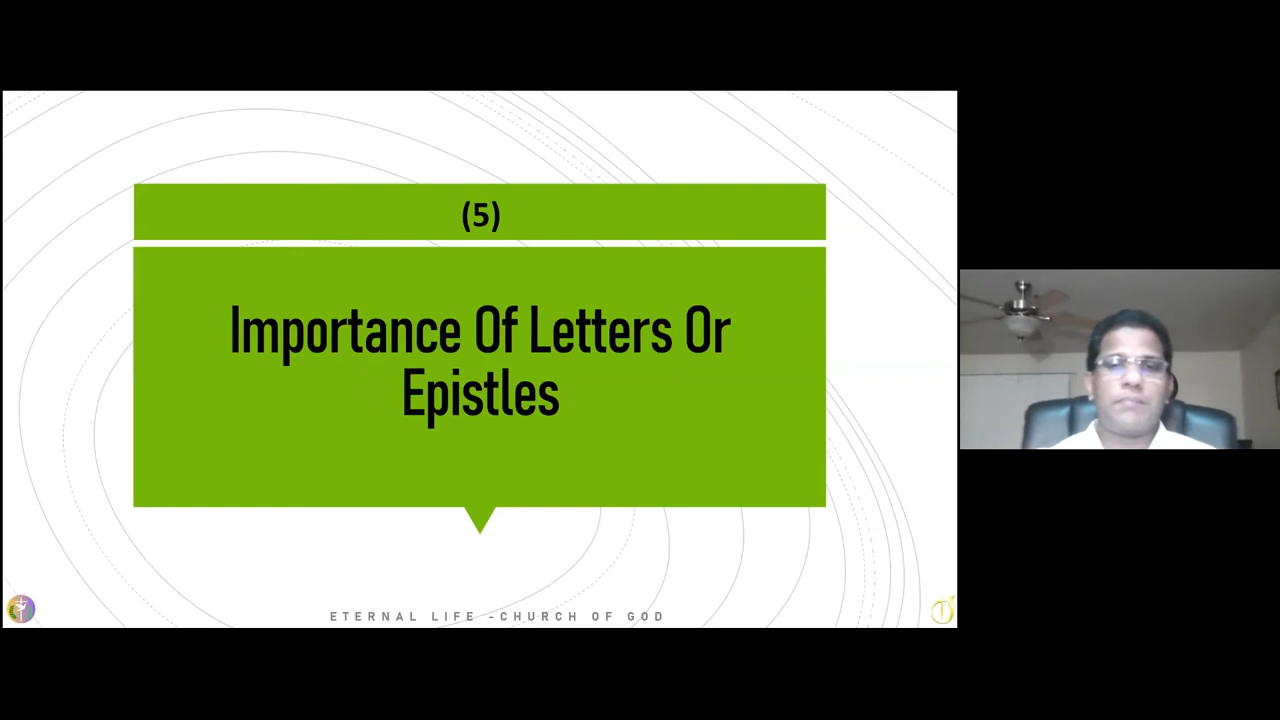 (5)
Importance Of Letters Or
Epistles
ETERNAL LIFE -CHURCH OF GOD